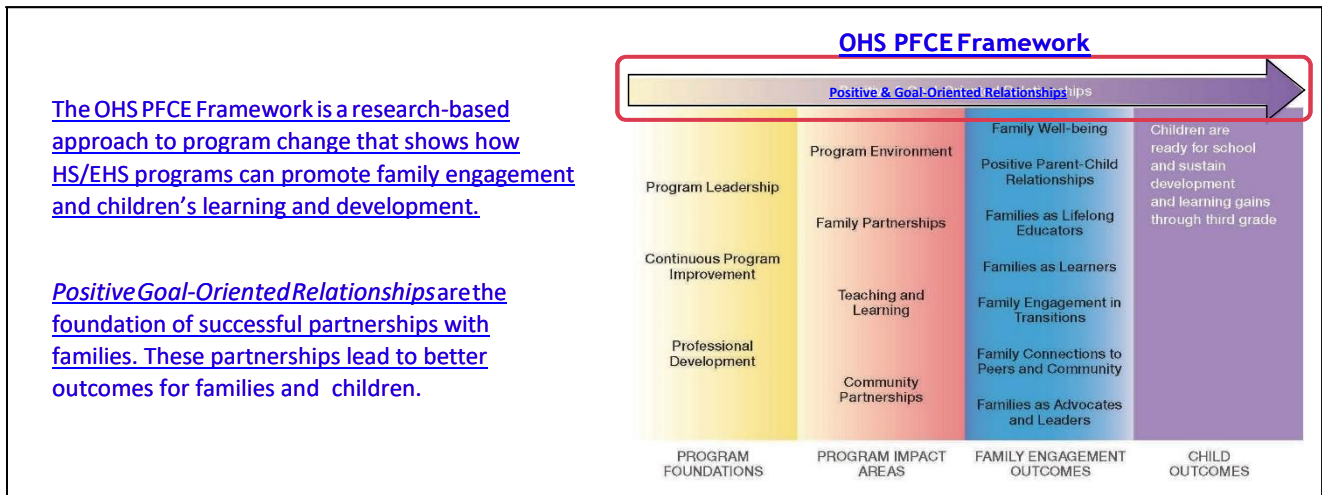 The OHS PFCE Framework is a research-based
approach to program change that shows how
HS/EHS programs can promote family engagement
and children's learning and development.
Positive Goal-Oriented Relationships are the
foundation of successful partnerships with
families. These partnerships lead to better
outcomes for families and children.
OHS PFCE Framework
Positive & Goal-Oriented Relationships
Program Leadership
Continuous Program
Improvement
Professional
Development
PROGRAM
FOUNDATIONS
Program Environment
Family Partnerships
Teaching and
Learning
Community
Partnerships
PROGRAM IMPACT
AREAS
Family Well-being
Positive Parent-Child
Relationships
Families as Lifelong
Educators
Families as Learners
Family Engagement in
Transitions
Family Connections to
Peers and Community
Families as Advocates
and Leaders
FAMILY ENGAGEMENT
OUTCOMES
Children are
ready for school
and sustain
development
and learning gains
through third grade
CHILD
OUTCOMES